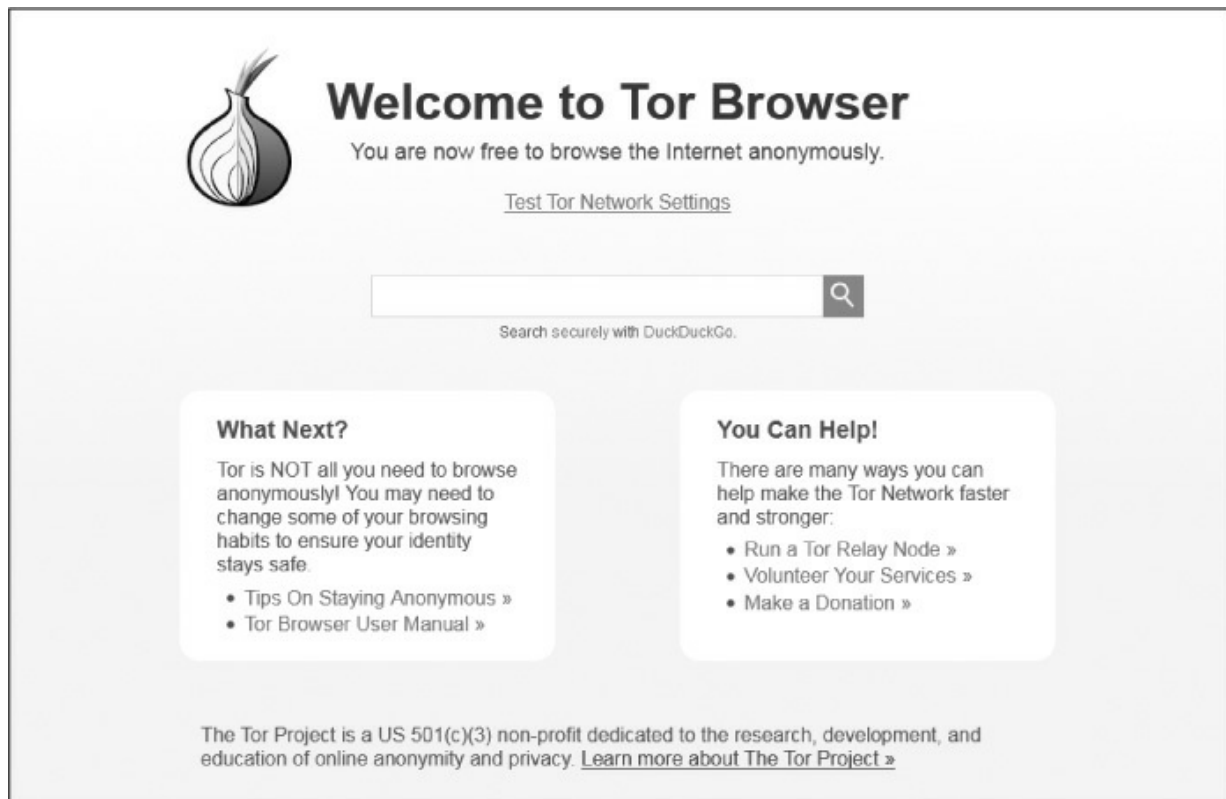 Welcome to Tor Browser
You are now free to browse the Internet anonymously.
Test Tor Network Settings
Search securely with DuckDuckGo.
What Next?
Tor is NOT all you need to browse
anonymously! You may need to
change some of your browsing
habits to ensure your identity
stays safe.
• Tips On Staying Anonymous »
• Tor Browser User Manual »
You Can Help!
There are many ways you can
help make the Tor Network faster
and stronger:
• Run a Tor Relay Node »
• Volunteer Your Services »
• Make a Donation »
The Tor Project is a US 501(c)(3) non-profit dedicated to the research, development, and
education of online anonymity and privacy. Learn more about The Tor Project »